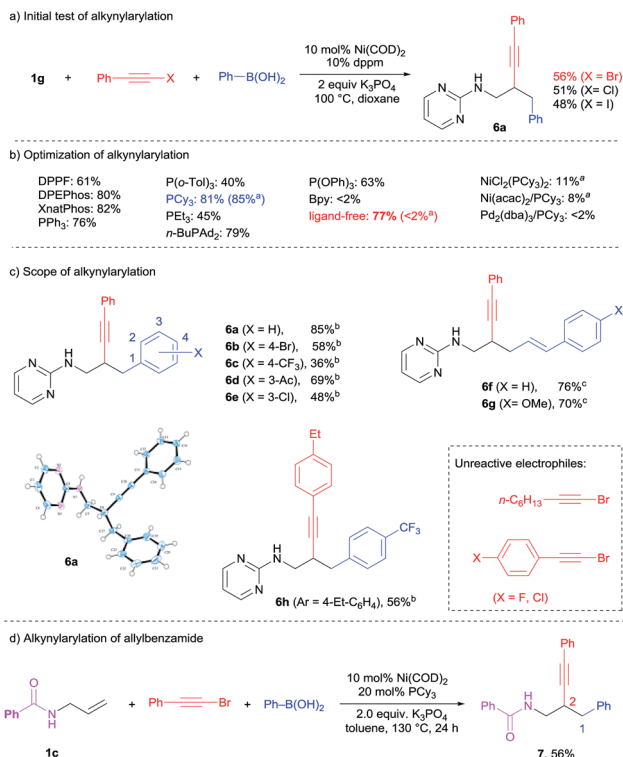 a) Initial test of alkynylarylation
1g + Ph X + Ph-B(OH)2
10 mol% Ni(COD)2
10% dppm
2 equiv K3PO4
100 °C, dioxane
Ph
N
N
NH
Ph
6a
56% (X = Br)
51% (X= Cl)
48% (X = I)
b) Optimization of alkynylarylation
DPPF: 61%
DPEPhos: 80%
XnatPhos: 82%
PPh3: 76%
P(o-Tol)3: 40%
PCy3: 81% (85%a)
PEt3: 45%
n-BuPAd2: 79%
P(OPh)3: 63%
Bpy: <2%
ligand-free: 77% (<2%a)
NiCl2(PCy3)2: 11%a
Ni(acac)2/PCy3: 8%a
Pd2(dba)3/PCy3: <2%
c) Scope of alkynylarylation
Ph
N
N
H
N
1
2
3
4
X
6a (X = H), 85%b
6b (X = 4-Br) 58%b
6c (X = 4-CF3) 36%b
6d (X = 3-Ac) 69%b
6e (X = 3-Cl) 48%b
Ph
N
N
H
N
X
6f (X = H) 76%c
6g (X= OMe), 70%c
6a
Et
N
N
NH
CF3
6h (Ar = 4-Et-C6H4), 56%b
Unreactive electrophiles:
n-C6H13 Br
X Br
(X = F, Cl)
d) Alkynylarylation of allylbenzamide
O
Ph N
H
1c
+ Ph Br + Ph-B(OH)2
10 mol% Ni(COD)2
20 mol% PCy3
2.0 equiv. K3PO4
toluene, 130 °C, 24 h
Ph
Ph
H
N
O
2
1
Ph
7, 56%